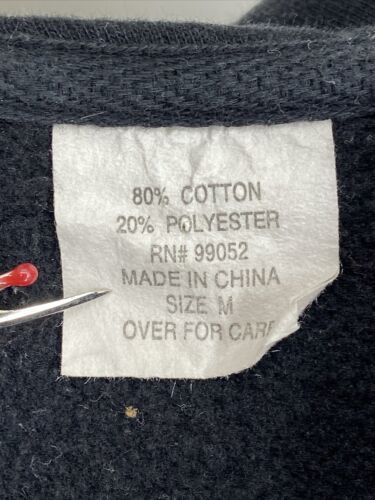 80% COTTON
20% POLYESTER
RN# 99052
MADE IN CHINA
SIZE M
OVER FOR CARE